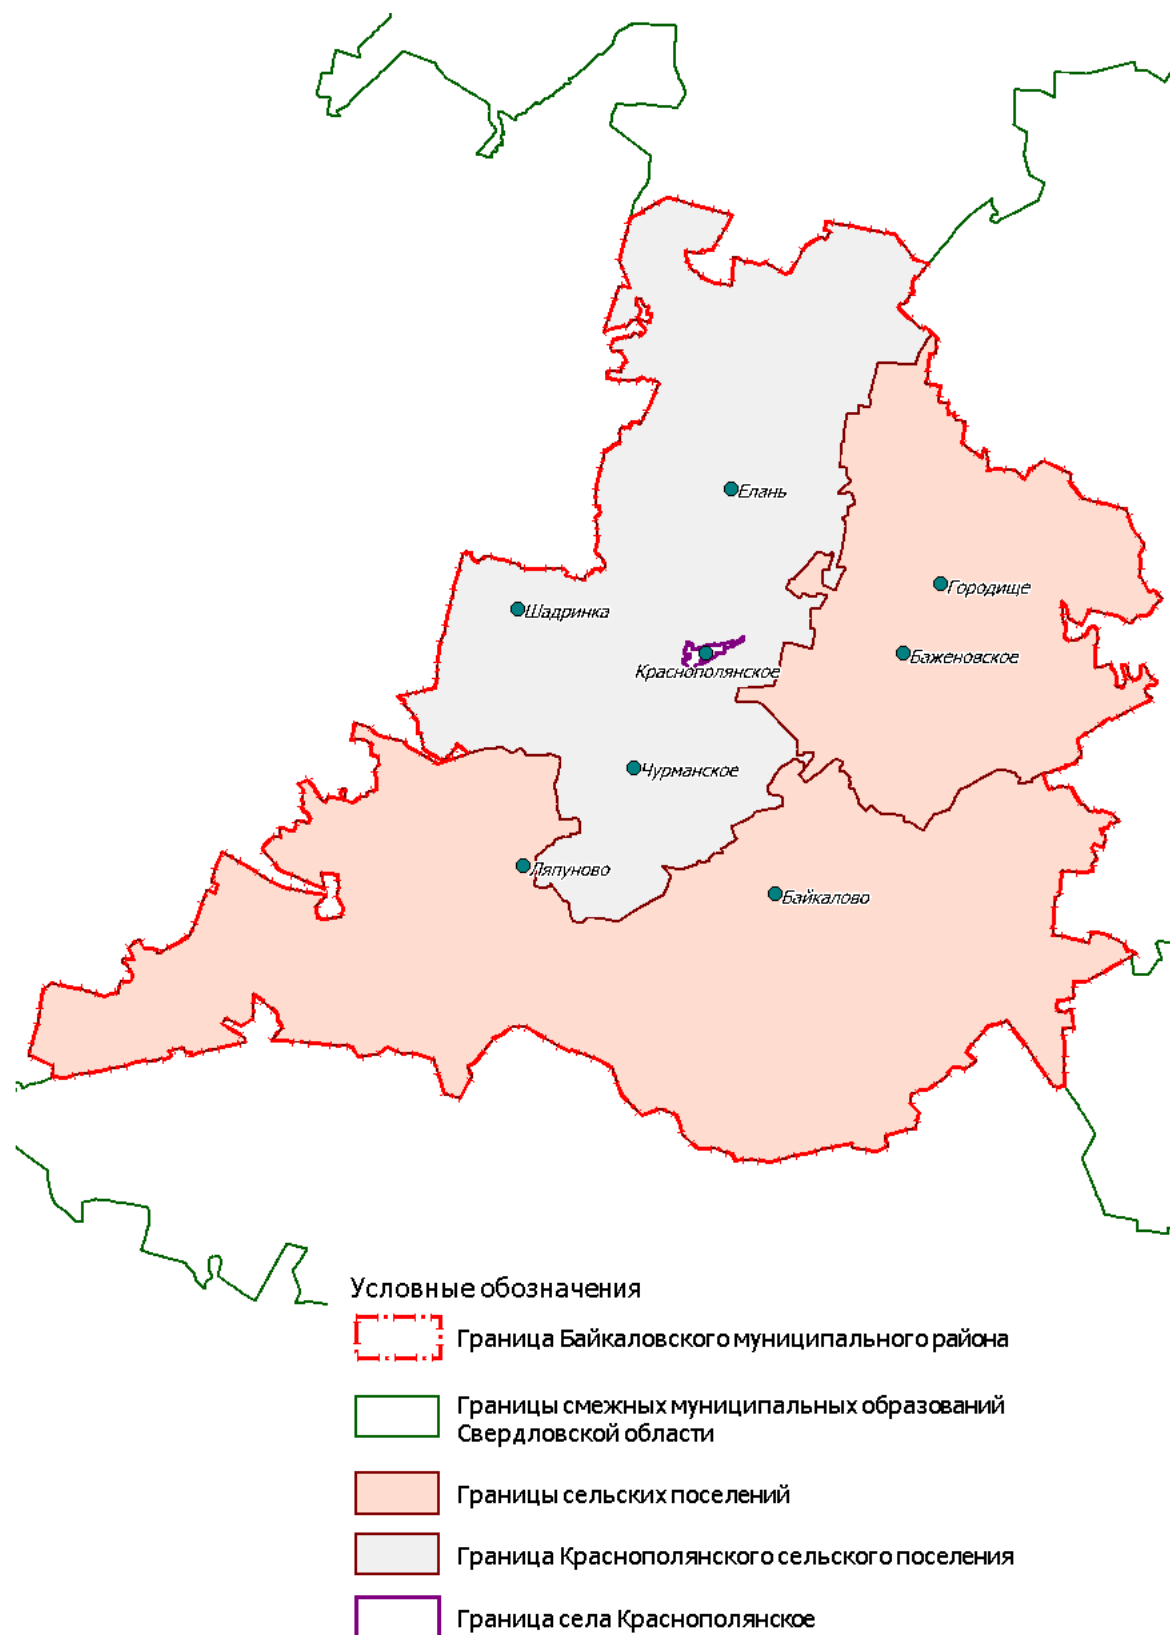 Елань
Городище
Шадринка
Баженовское
Краснополянское
Чурманское
Ляпуново
Байкалово
Условные обозначения
Граница Байкаловского муниципального района
Границы смежных муниципальных образований
Свердловской области
Границы сельских поселений
Граница Краснополянского сельского поселения
Граница села Краснополянское